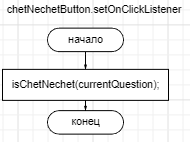 chetNechetButton.setOnClickListener
начало
isChetNechet(currentQuestion);
конец